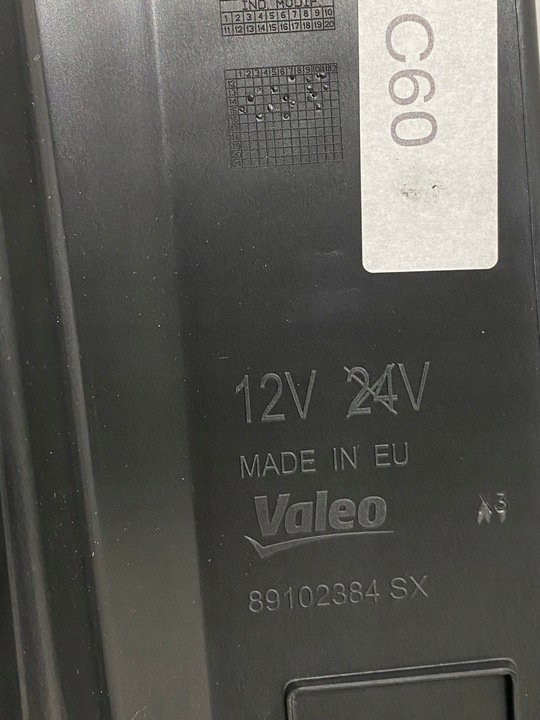 IND. MODIF.
1 2 3 4 5 6 7 8 9 10
11 12 13 14 15 16 17 18 19 20
C60
12V 24V
MADE IN EU
Valeo
89102384 SX